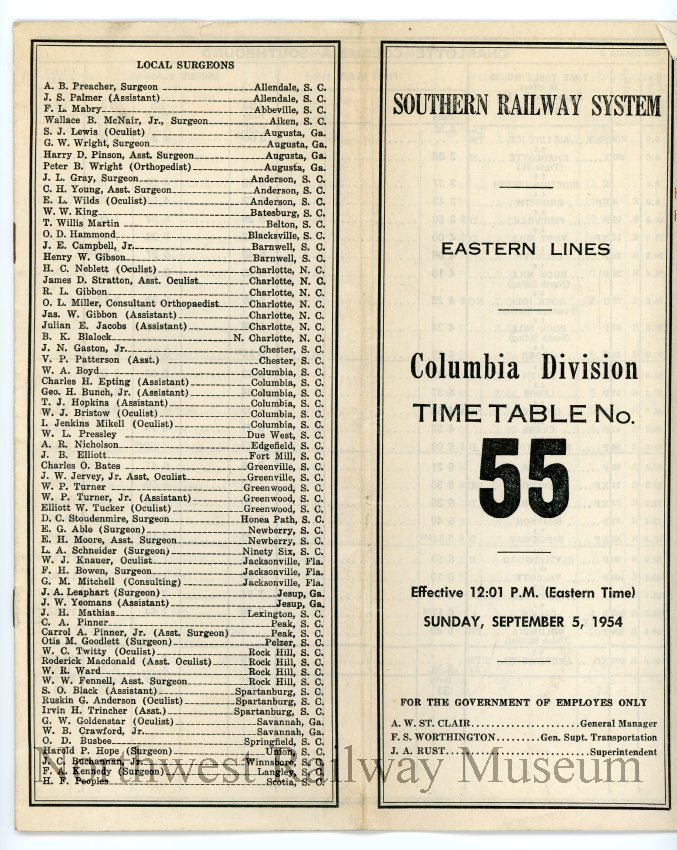 LOCAL SURGEONS
A. B. Preacher, Surgeon Allendale, S. C.
J. S. Palmer (Assistant) Allendale, S. C.
F. L. Mabry Abbeville, S. C.
Wallace B. McNair, Jr., Surgeon Aiken, S. C.
S. J. Lewis (Oculist) Augusta, Ga.
G. W. Wright, Surgeon Augusta, Ga.
Harry D. Pinson, Asst. Surgeon Augusta, Ga.
Peter B. Wright (Orthopedist) Augusta, Ga.
J. L. Gray, Surgeon Anderson, S. C.
C. H. Young, Asst. Surgeon Anderson, S. C.
E. L. Wilds (Oculist) Anderson, S. C.
W. W. King Batesburg, S. C.
T. Willis Martin Belton, S. C.
O. D. Hammond Blacksville, S. C.
J. E. Campbell, Jr. Barnwell, S. C.
Henry W. Gibson Barnwell, S. C.
H. C. Neblett (Oculist) Charlotte, N. C.
James D. Stratton, Asst. Oculist Charlotte, N. C.
R. L. Gibbon Charlotte, N. C.
O. L. Miller, Consultant Orthopaedist Charlotte, N. C.
Jas. W. Gibbon (Assistant) Charlotte, N. C.
Julian E. Jacobs (Assistant) Charlotte, N. C.
B. K. Blalock N. Charlotte, N. C.
J. N. Gaston, Jr. Chester, S. C.
V. P. Patterson (Asst.) Chester, S. C.
W. A. Boyd Columbia, S. C.
Charles H. Epting (Assistant) Columbia, S. C.
Geo. H. Bunch, Jr. (Assistant) Columbia, S. C.
T. J. Hopkins (Assistant) Columbia, S. C.
W. J. Bristow (Oculist) Columbia, S. C.
I. Jenkins Mikell (Oculist) Columbia, S. C.
W. L. Pressley Due West, S. C.
A. R. Nicholson Edgefield, S. C.
J. B. Elliott Fort Mill, S. C.
Charles O. Bates Greenville, S. C.
J. W. Jervey, Jr. Asst. Oculist Greenville, S. C.
W. P. Turner Greenwood, S. C.
W. P. Turner, Jr. (Assistant) Greenwood, S. C.
Elliott W. Tucker (Oculist) Greenwood, S. C.
D. C. Stoudenmire, Surgeon Honea Path, S. C.
E. G. Able (Surgeon) Newberry, S. C.
E. H. Moore, Asst. Surgeon Newberry, S. C.
L. A. Schneider (Surgeon) Ninety Six, S. C.
W. J. Knauer, Oculist Jacksonville, Fla.
F. H. Bowen, Surgeon Jacksonville, Fla.
G. M. Mitchell (Consulting) Jacksonville, Fla.
J. A. Leaphart (Surgeon) Jesup, Ga.
J. W. Yeomans (Assistant) Jesup, Ga.
J. H. Mathias Lexington, S. C.
C. A. Pinner Peak, S. C.
Carrol A. Pinner, Jr. (Asst. Surgeon) Peak, S. C.
Otis M. Goodlett (Surgeon) Pelzer, S. C.
W. C. Twitty (Oculist) Rock Hill, S. C.
Roderick Macdonald (Asst. Oculist) Rock Hill, S. C.
W. R. Ward Rock Hill, S. C.
W. W. Fennell, Asst. Surgeon Rock Hill, S. C.
S. O. Black (Assistant) Spartanburg, S. C.
Ruskin G. Anderson (Oculist) Spartanburg, S. C.
Irvin H. Trincher (Asst.) Spartanburg, S. C.
G. W. Goldenstar (Oculist) Savannah, Ga.
W. B. Crawford, Jr. Savannah, Ga.
O. D. Busbee Springfield, S. C.
Harold P. Hope (Surgeon) Union, S. C.
J. C. Buchannan, Jr. Winnsboro, S. C.
F. A. Kenney (Surgeon) Langley, S. C.
H. F. Peeples Scotia, S. C.
SOUTHERN RAILWAY SYSTEM
EASTERN LINES
Columbia Division
TIME TABLE No.
55
Effective 12:01 P.M. (Eastern Time)
SUNDAY, SEPTEMBER 5, 1954
FOR THE GOVERNMENT OF EMPLOYES ONLY
A. W. ST. CLAIR General Manager
F. S. WORTHINGTON Gen. Supt. Transportation
J. A. RUST Superintendent
Northwest Railway Museum